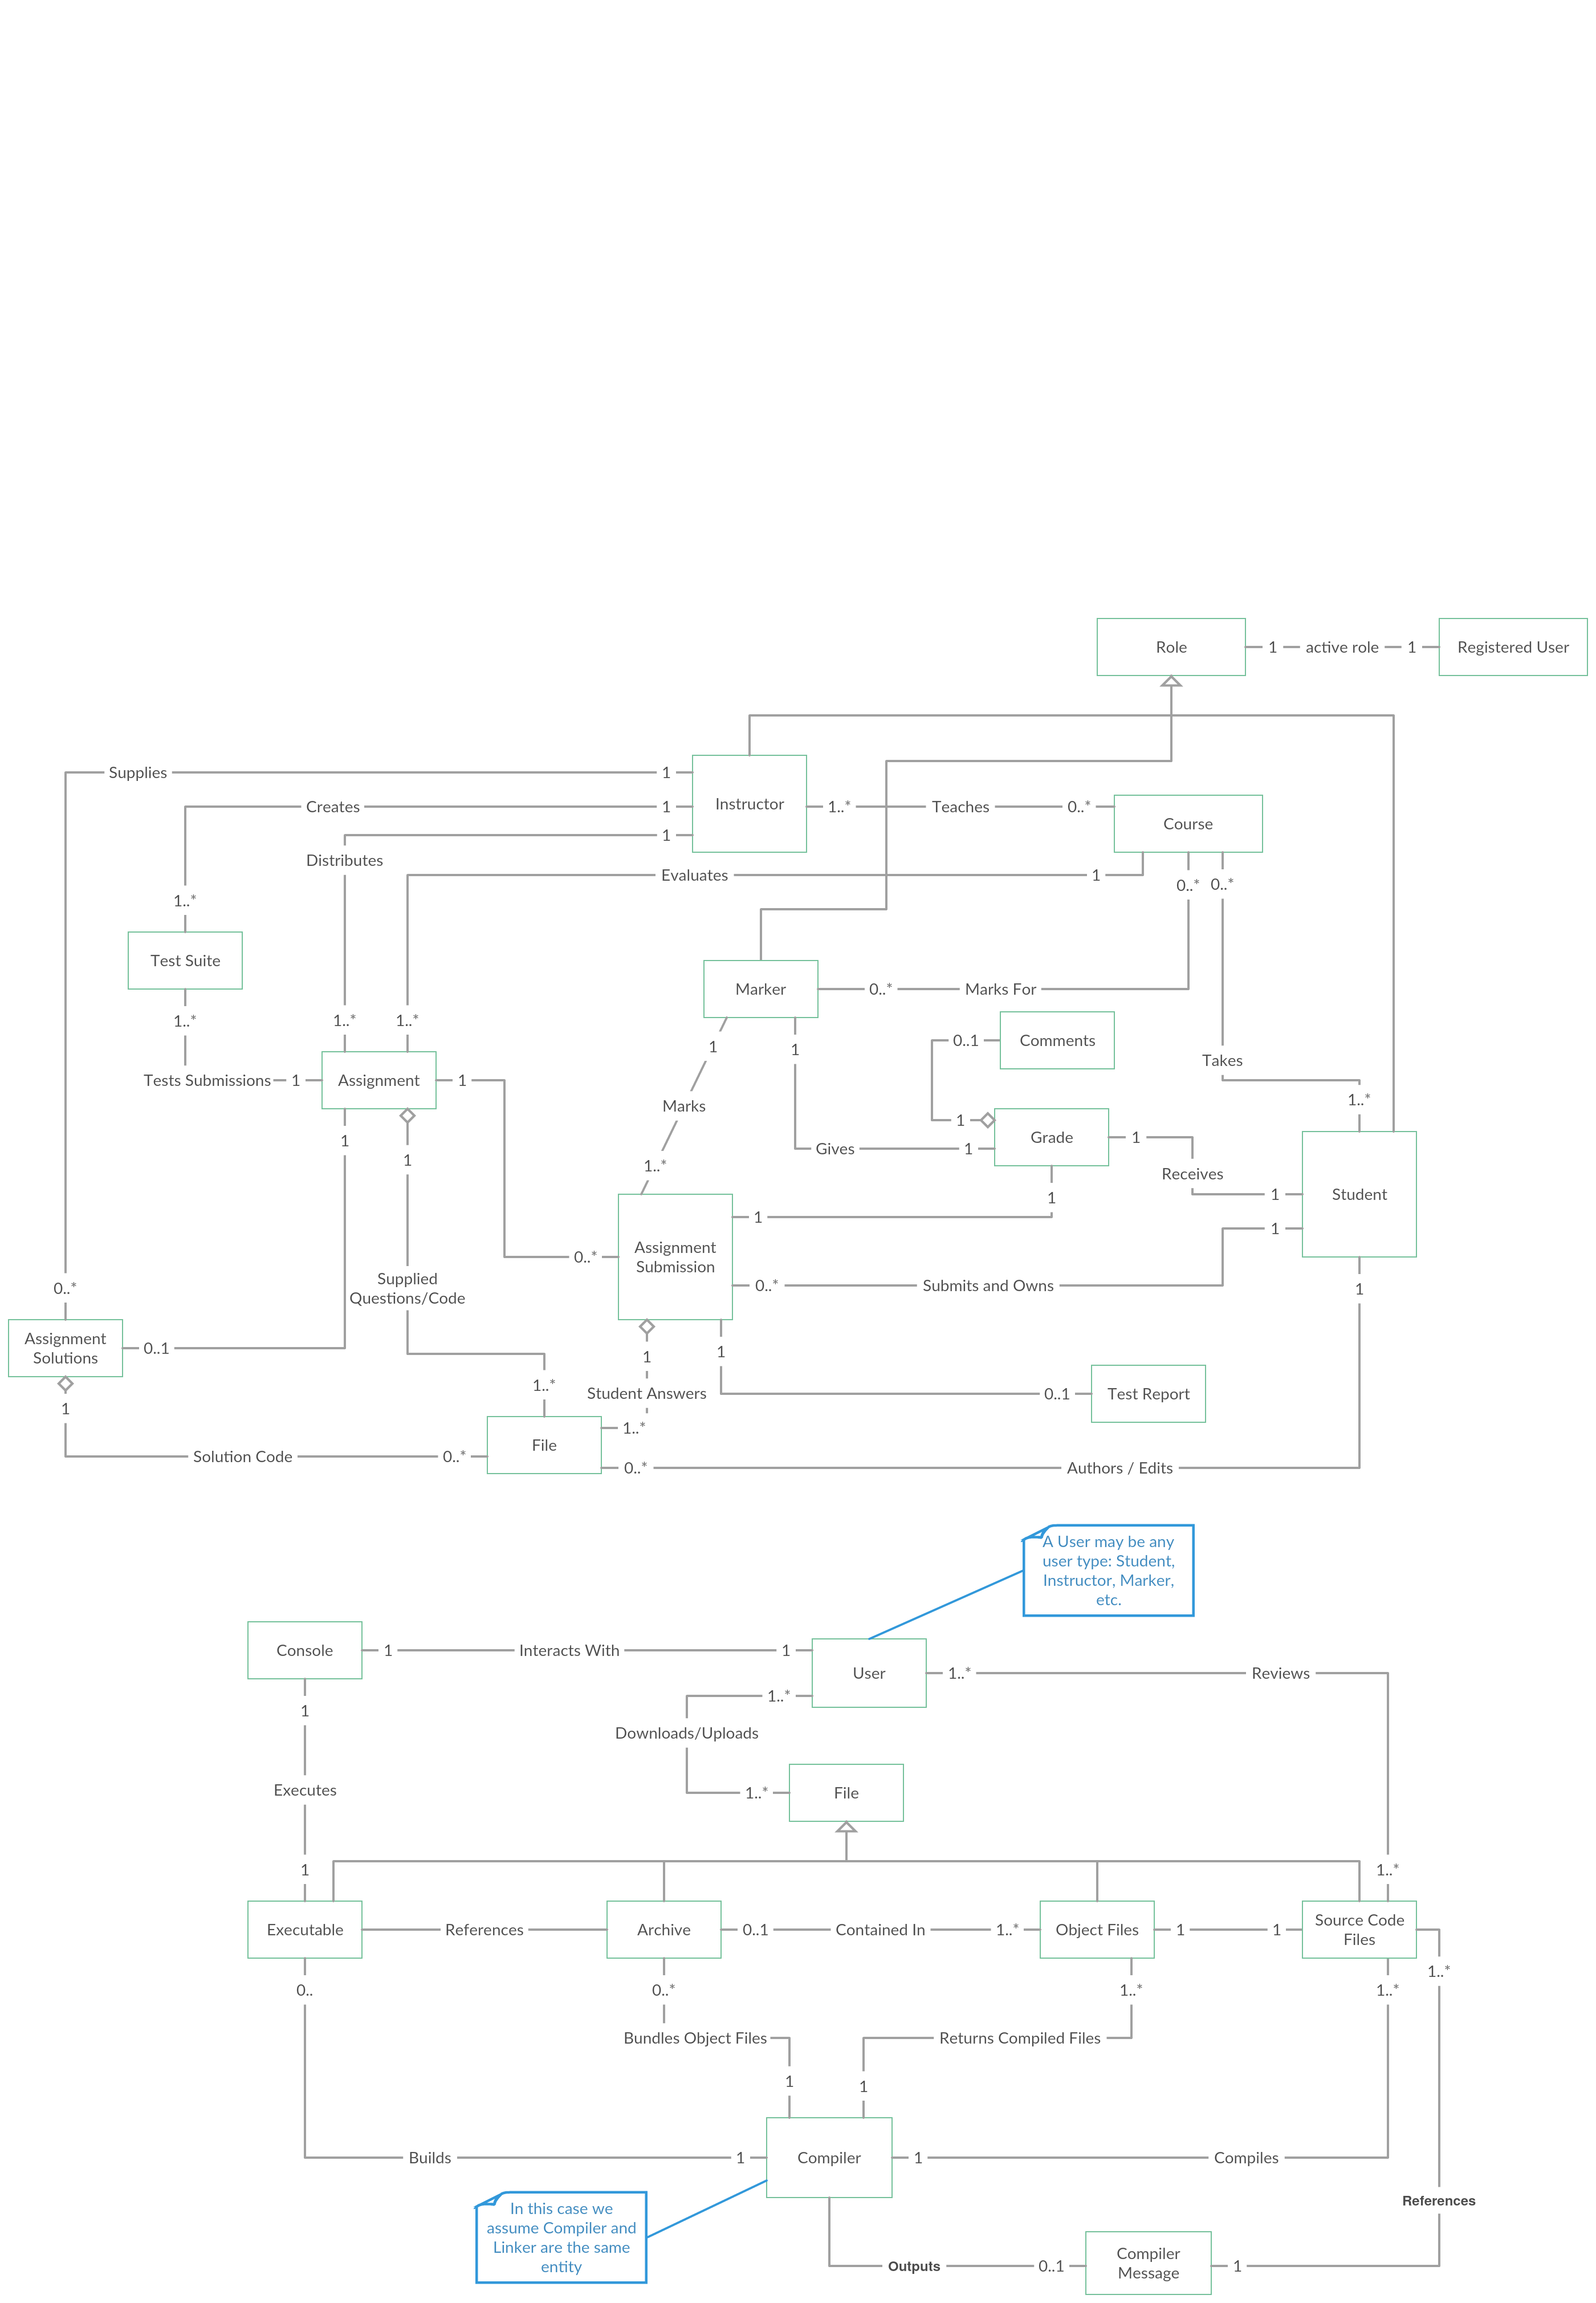 Role
1
active role
1
Registered User
Supplies
1
Creates
1
Instructor
1..*
Teaches
0..*
Course
1
Distributes
Evaluates
1
0..*
0..*
1..*
Test Suite
Marker
0..*
Marks For
1..*
1..*
1..*
1
1
0..1
Comments
Takes
Tests Submissions
1
Assignment
1
Marks
1..*
1
1
1
Grade
1
Gives
1
Receives
1..*
1
1
Student
1
1
1
Assignment
Submission
0..*
Supplied
Questions/Code
0..*
Submits and Owns
0..*
1
Assignment
Solutions
0..1
1
1
1..*
Student Answers
0..1
Test Report
1
1..*
File
Solution Code
0..*
0..*
Authors / Edits
A User may be any
user type: Student,
Instructor, Marker,
etc.
Console
1
Interacts With
1
User
1..*
Reviews
1..*
1
Downloads/Uploads
Executes
1..*
File
1
1..*
Executable
References
Archive
0..1
Contained In
1..*
Object Files
1
1
Source Code
Files
1..*
0..
0..*
1..*
1..*
Bundles Object Files
Returns Compiled Files
1
1
Builds
1
Compiler
1
Compiles
References
In this case we
assume Compiler and
Linker are the same
entity
Outputs
0..1
Compiler
Message
1